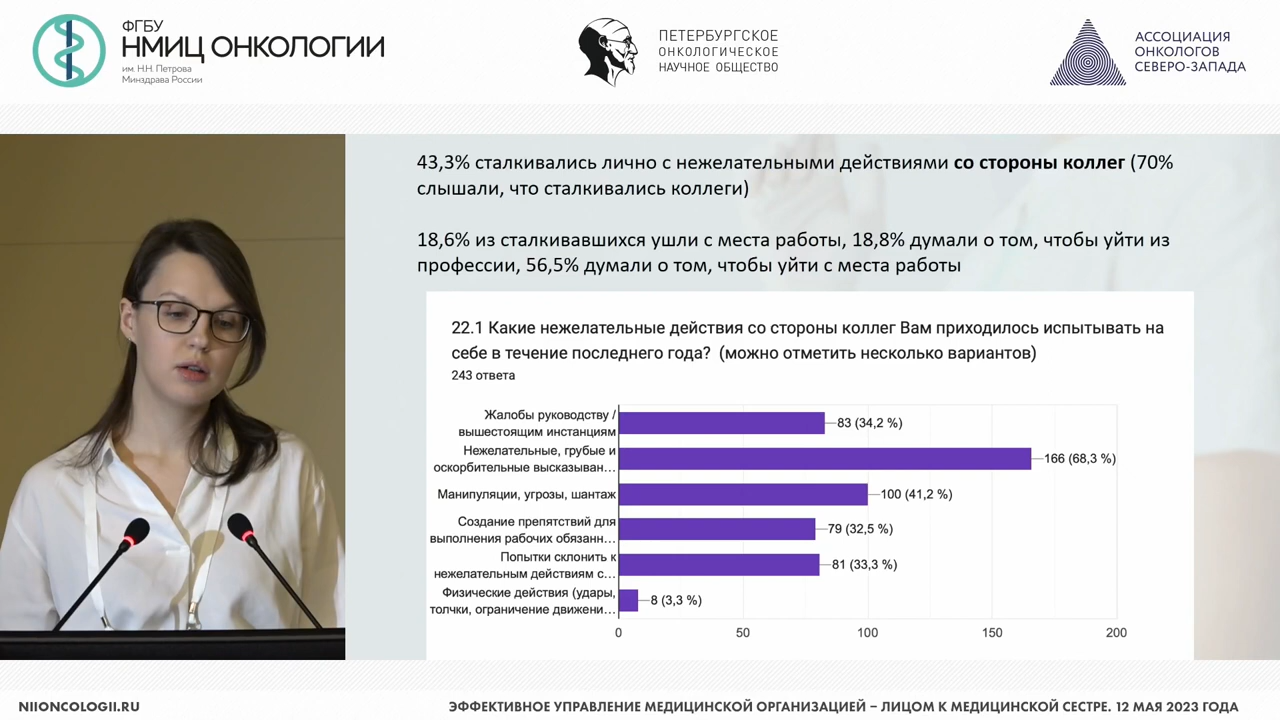 ФГБУ
НМИЦ ОНКОЛОГИИ
им. Н.Н. Петрова
Минздрава России
ПЕТЕРБУРГСКОЕ
ОНКОЛОГИЧЕСКОЕ
НАУЧНОЕ ОБЩЕСТВО
АССОЦИАЦИЯ
ОНКОЛОГОВ
СЕВЕРО-ЗАПАДА
43,3% сталкивались лично с нежелательными действиями со стороны коллег (70%
слышали, что сталкивались коллеги)
18,6% из сталкивавшихся ушли с места работы, 18,8% думали о том, чтобы уйти из
профессии, 56,5% думали о том, чтобы уйти с места работы
22.1 Какие нежелательные действия со стороны коллег Вам приходилось испытывать на
себе в течение последнего года? (можно отметить несколько вариантов)
243 ответа
Жалобы руководству /
вышестоящим инстанциям
83 (34,2 %)
Нежелательные, грубые и
оскорбительные высказыван…
166 (68,3 %)
Манипуляции, угрозы, шантаж
100 (41,2 %)
Создание препятствий для
выполнения рабочих обязанн…
79 (32,5 %)
Попытки склонить к
нежелательным действиям с…
81 (33,3 %)
Физические действия (удары,
толчки, ограничение движени…
8 (3,3 %)
0 50 100 150 200
NIIONCOLOGII.RU
ЭФФЕКТИВНОЕ УПРАВЛЕНИЕ МЕДИЦИНСКОЙ ОРГАНИЗАЦИЕЙ – ЛИЦОМ К МЕДИЦИНСКОЙ СЕСТРЕ. 12 МАЯ 2023 ГОДА